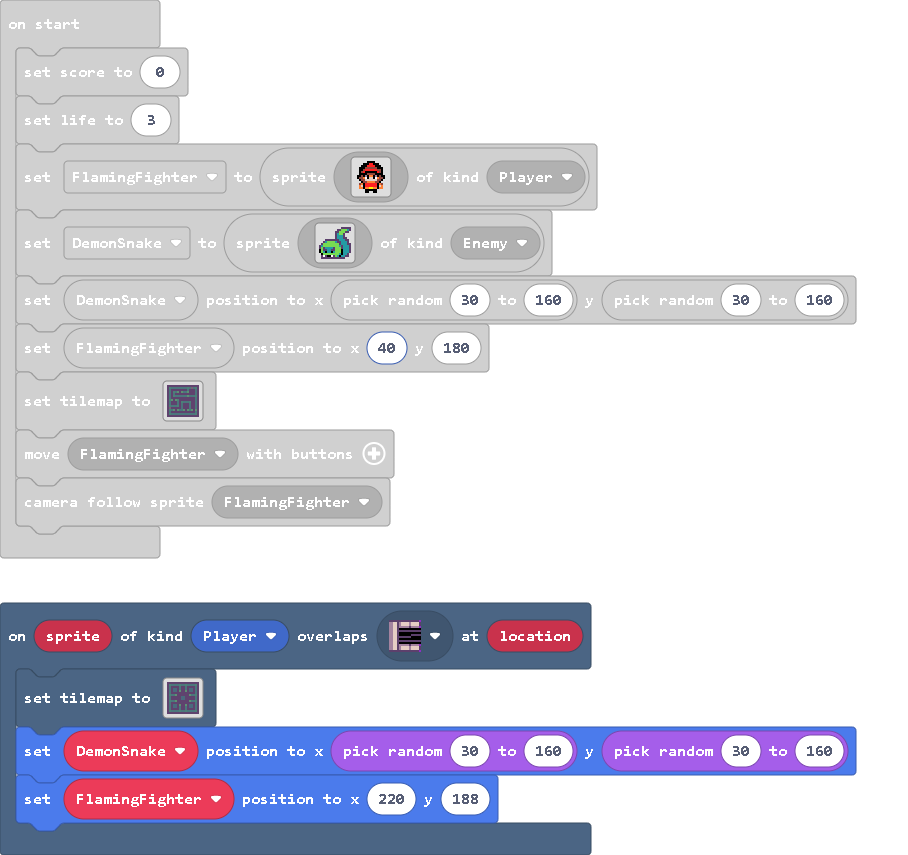 on start
set score to 0
set life to 3
set FlamingFighter to sprite of kind Player
set DemonSnake to sprite of kind Enemy
set DemonSnake position to x pick random 30 to 160 y pick random 30 to 160
set FlamingFighter position to x 40 y 180
set tilemap to
move FlamingFighter with buttons
camera follow sprite FlamingFighter
on sprite of kind Player overlaps at location
set tilemap to
set DemonSnake position to x pick random 30 to 160 y pick random 30 to 160
set FlamingFighter position to x 220 y 188